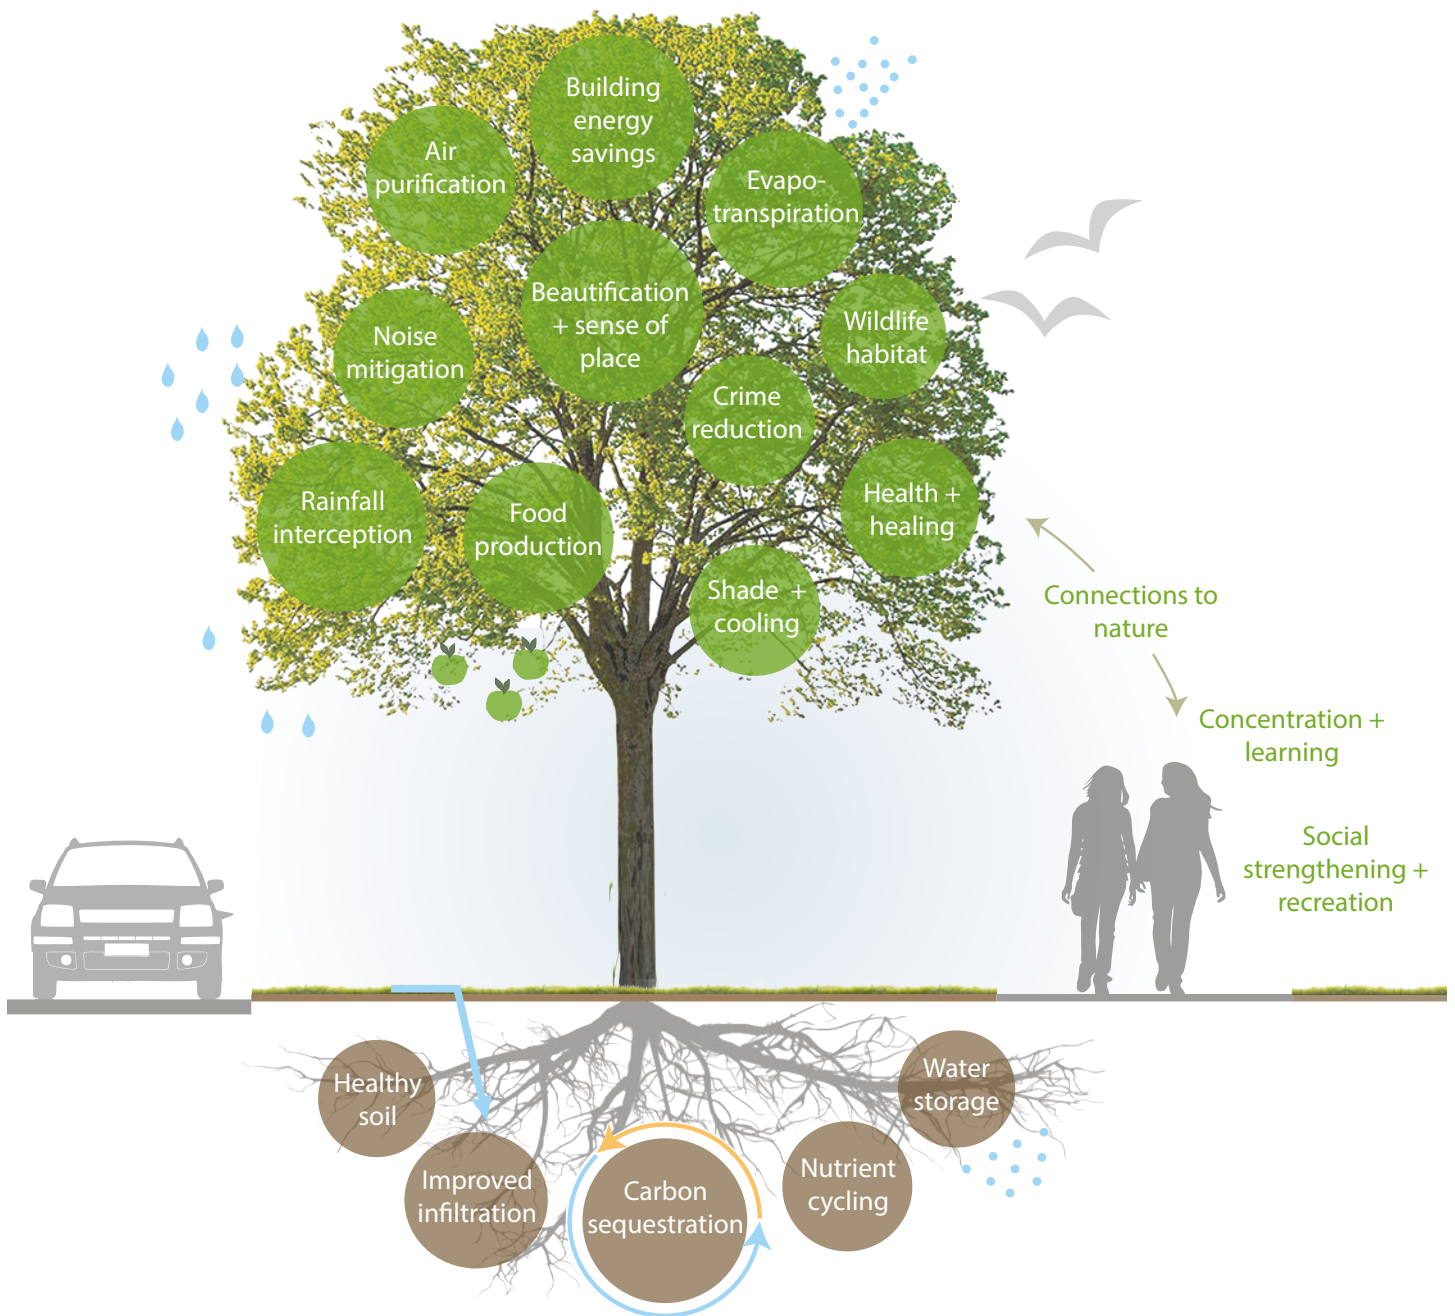 Building
energy
savings
Air
purification
Evapo-
transpiration
Beautification
+ sense of
place
Noise
mitigation
Wildlife
habitat
Crime
reduction
Rainfall
interception
Food
production
Health +
healing
Shade +
cooling
Connections to
nature
Concentration +
learning
Social
strengthening +
recreation
Healthy
soil
Improved
infiltration
Carbon
sequestration
Nutrient
cycling
Water
storage